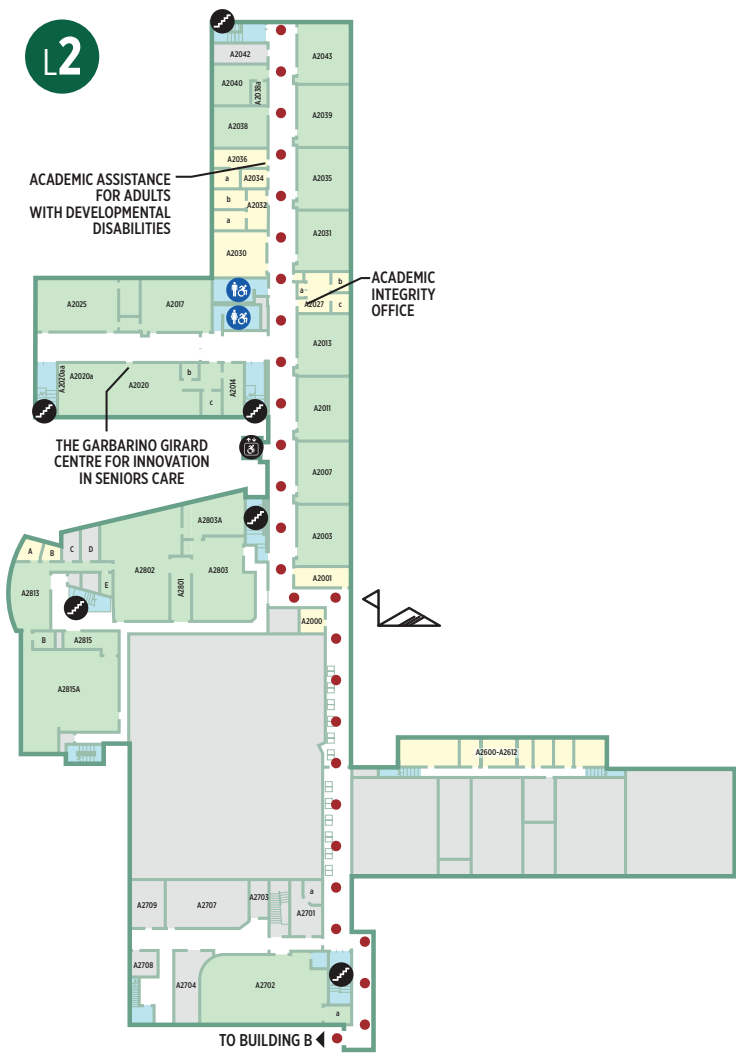 L2
A2042
A2043
A2040
A2038a
A2039
A2038
A2036
ACADEMIC ASSISTANCE
FOR ADULTS
WITH DEVELOPMENTAL
DISABILITIES
a
A2034
A2035
b
A2032
a
A2031
A2030
ACADEMIC
INTEGRITY
OFFICE
b
a
A2027
c
A2025
A2017
A2013
A2020aa
A2020a
A2020
b
A2014
c
A2011
THE GARBARINO GIRARD
CENTRE FOR INNOVATION
IN SENIORS CARE
A2007
A2803A
A2003
A
B
C
D
A2802
A2803
A2801
E
A2001
A2813
A2000
B
A2815
A2815A
A2600-A2612
A2709
A2707
A2703
a
A2701
A2708
A2704
A2702
a
TO BUILDING B